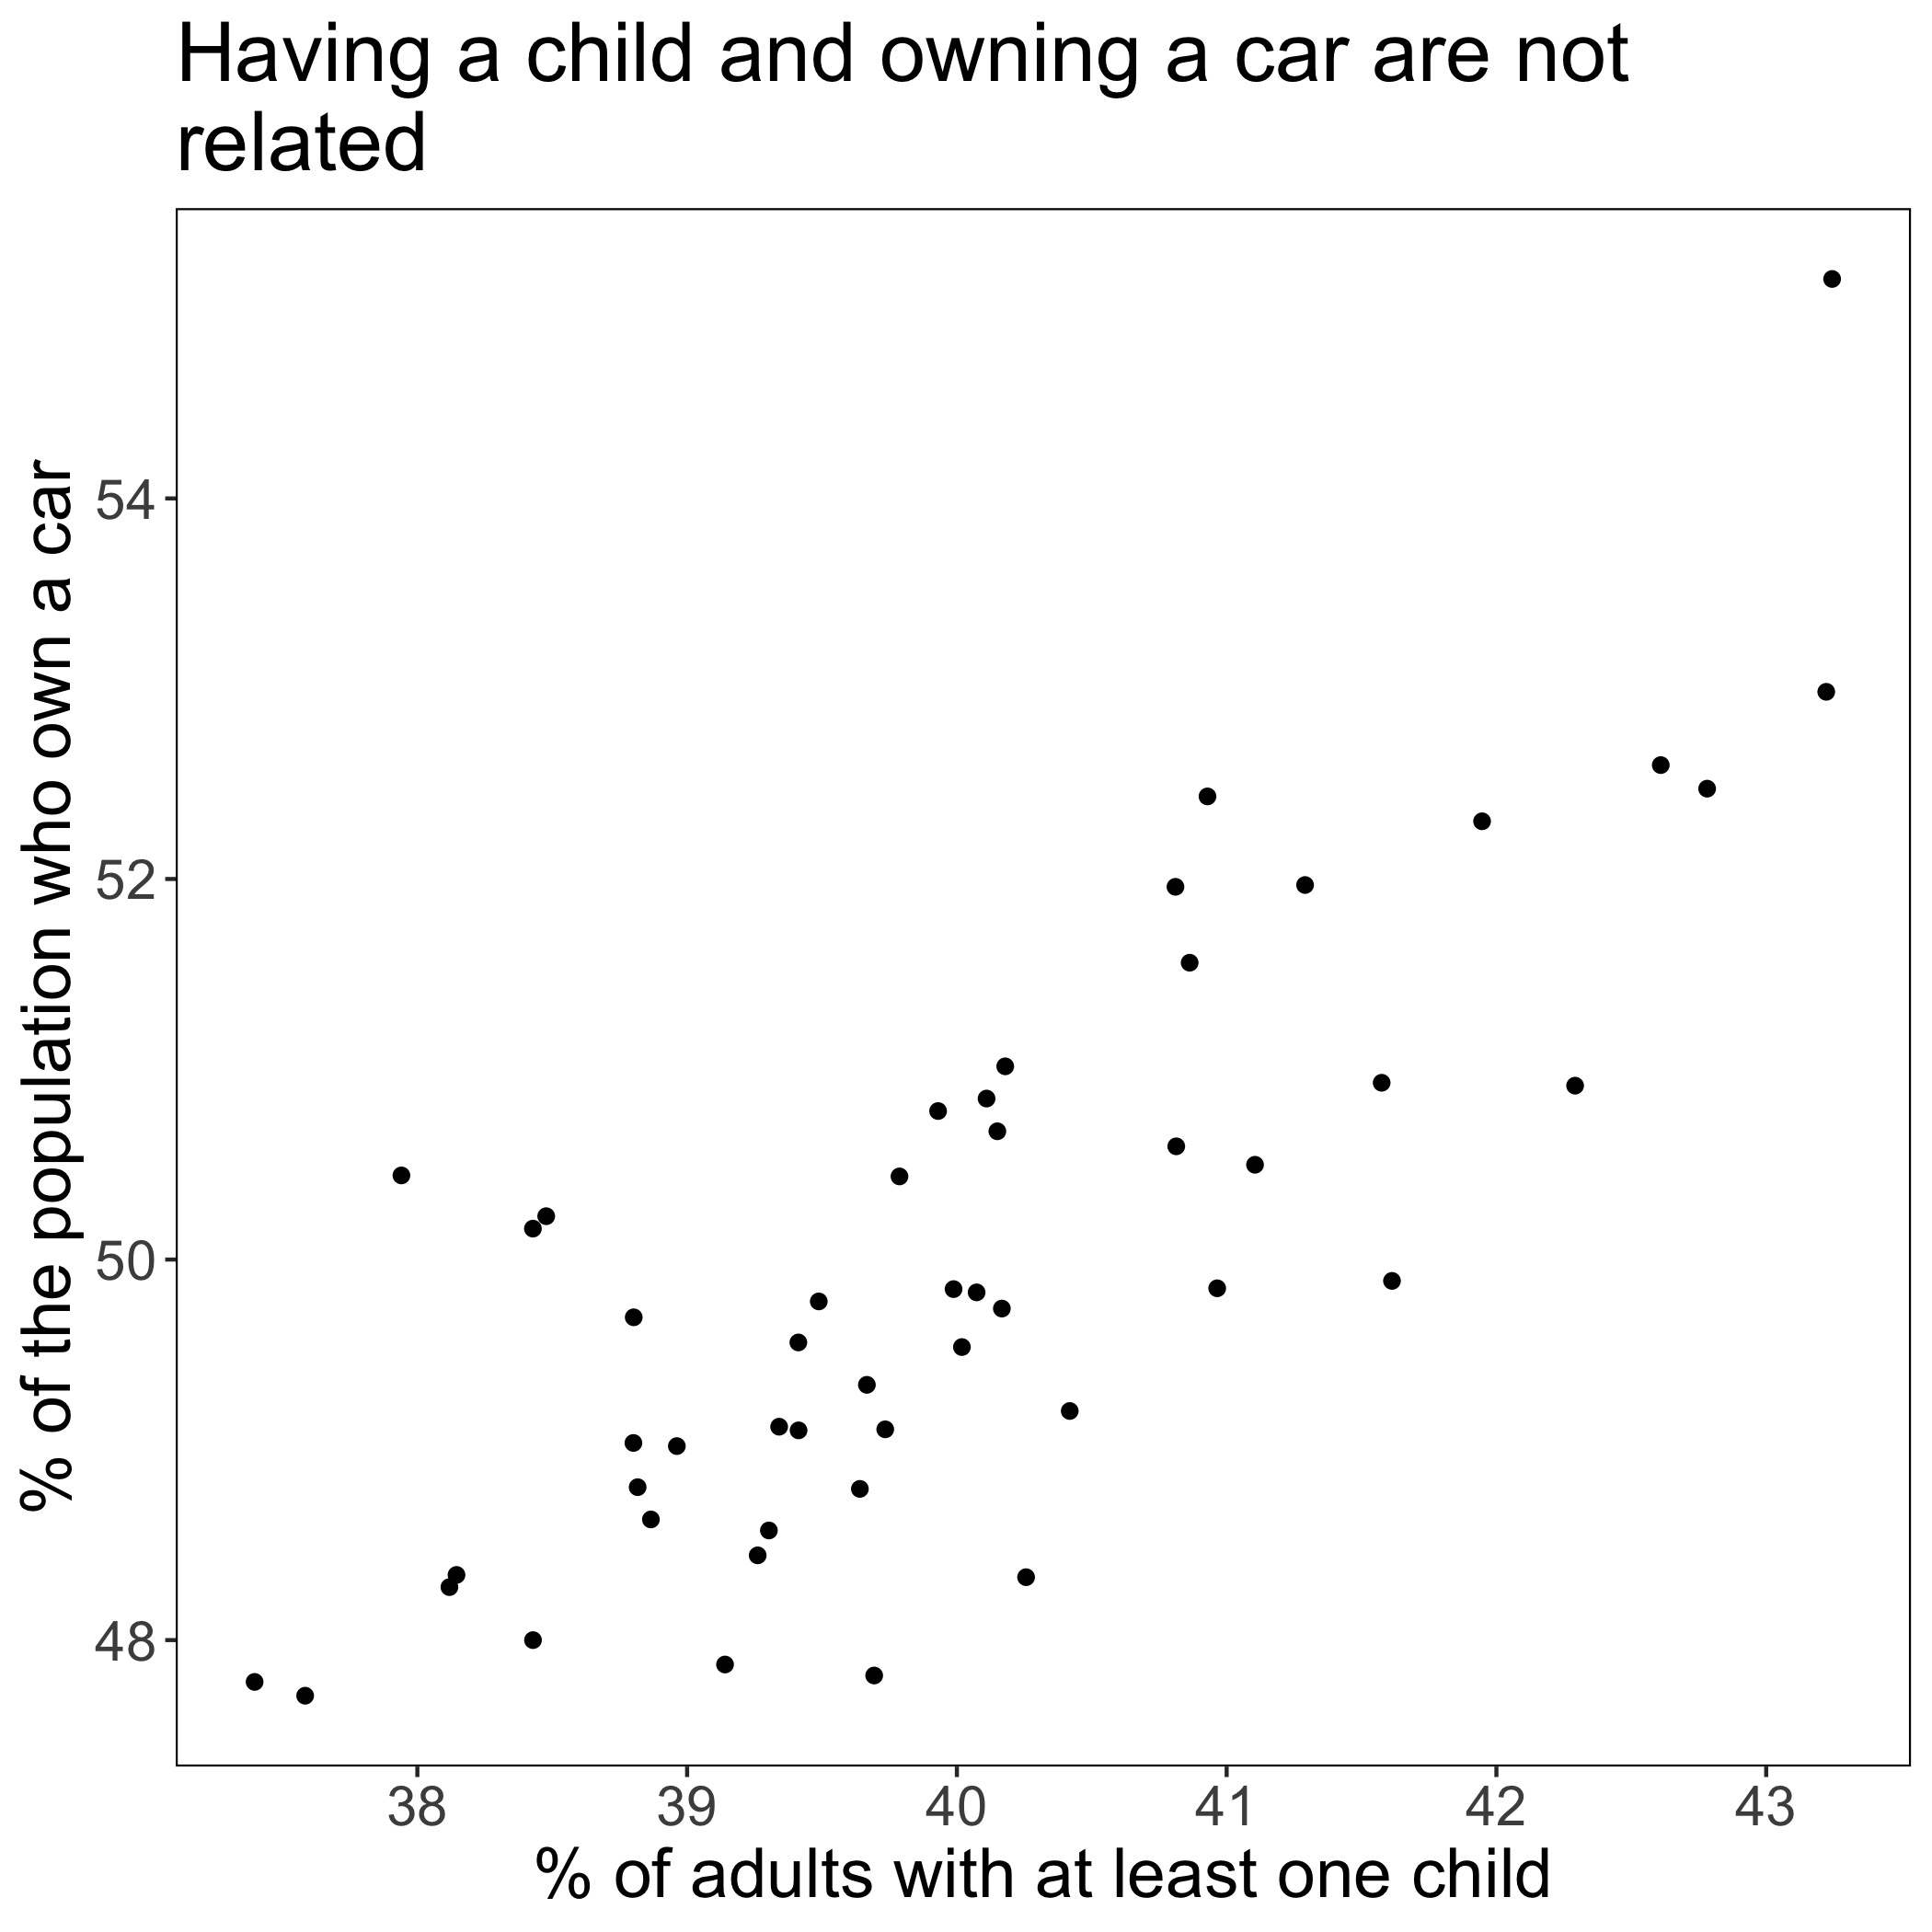 Having a child and owning a car are not
related
% of the population who own a car
54
52
50
48
38 39 40 41 42 43
% of adults with at least one child